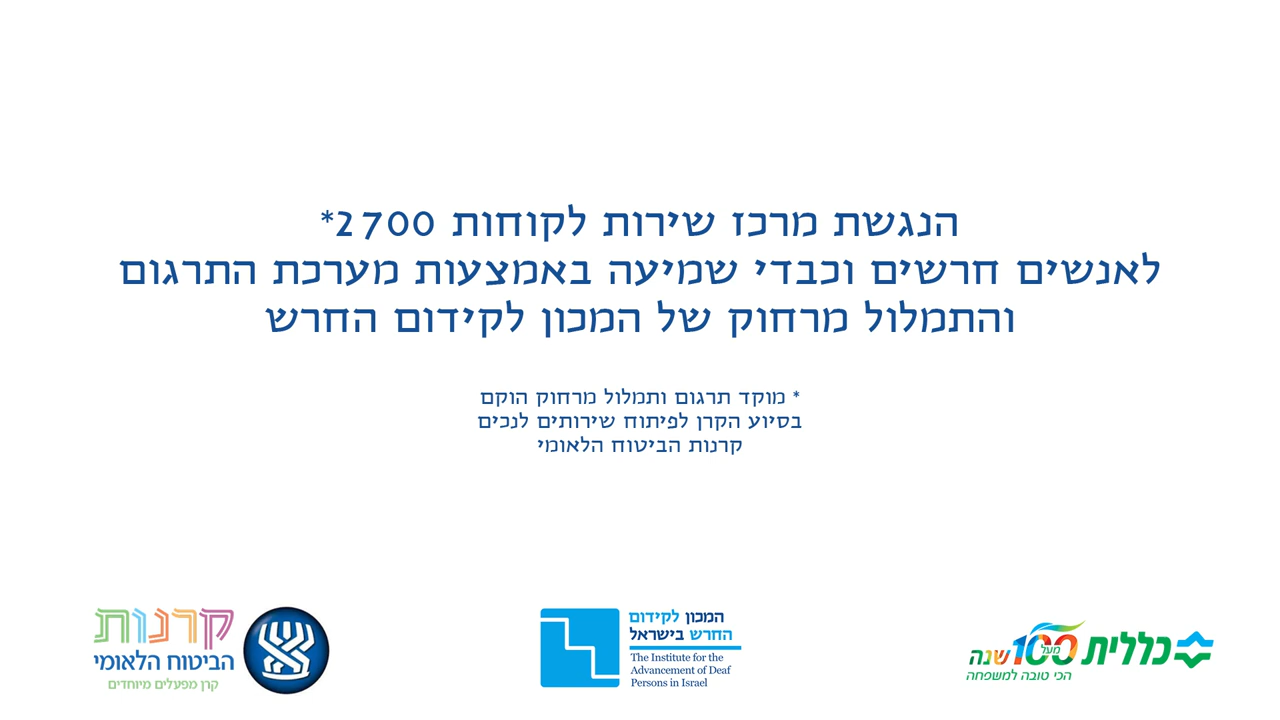 הנגשת מרכז שירות לקוחות 2700*
לאנשים חרשים וכבדי שמיעה באמצעות מערכת התרגום
והתמלול מרחוק של המכון לקידום החרש
* מוקד תרגום ותמלול מרחוק הוקם
בסיוע הקרן לפיתוח שירותים לנכים
קרנות הביטוח הלאומי
כללית
מעל 100 שנה
הכי טובה למשפחה
המכון לקידום
החרש בישראל
The Institute for the
Advancement of Deaf
Persons in Israel
קרנות
הביטוח הלאומי
קרן מפעלים מיוחדים